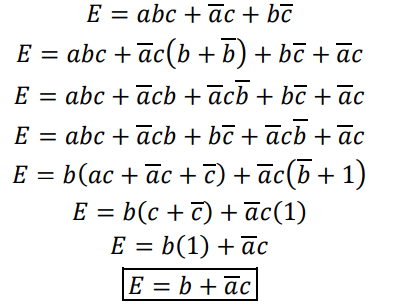 E = abc + a̅c + bc̅
E = abc + a̅c(b + b̅) + bc̅ + a̅c
E = abc + a̅cb + a̅cb̅ + bc̅ + a̅c
E = abc + a̅cb + bc̅ + a̅cb̅ + a̅c
E = b(ac + a̅c + c̅) + a̅c(b̅ + 1)
E = b(c + c̅) + a̅c(1)
E = b(1) + a̅c
E = b + a̅c